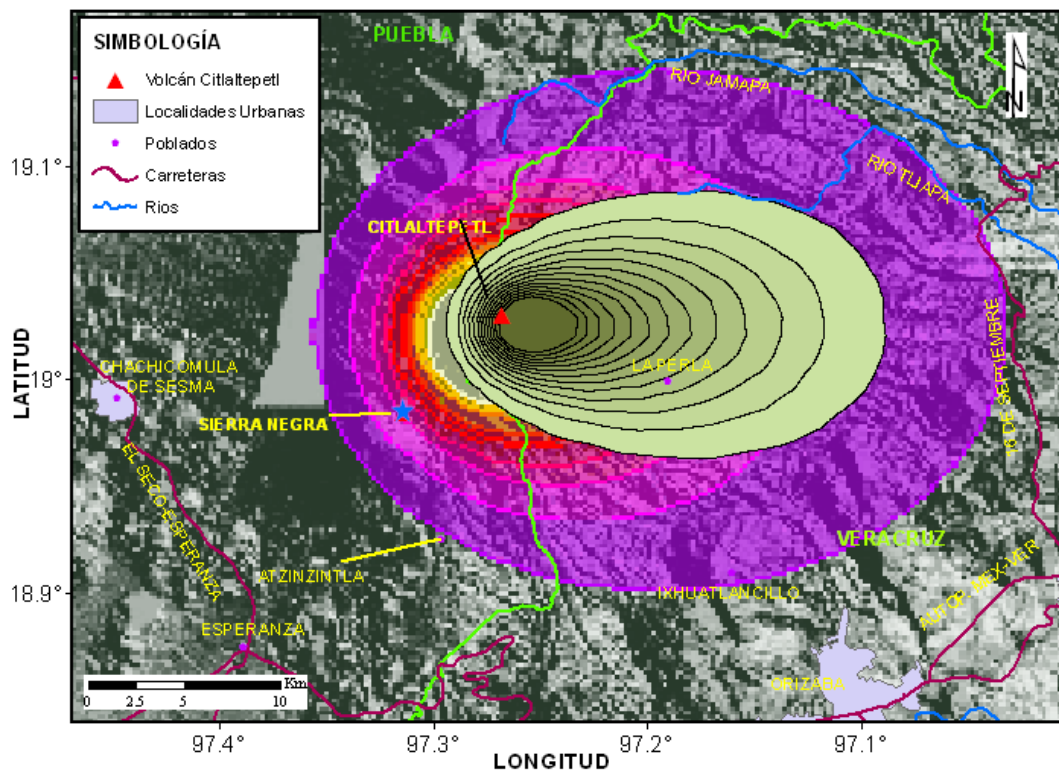 PUEBLA
SIMBOLOGÍA
Volcán Citlaltepetl
Localidades Urbanas
Poblados
Carreteras
Rios
N
RIO JAMAPA
RIO TLIAPA
19.1°
CITLALTEPETL
LATITUD
19°
CHACHICOMULA
DE SESMA
LA PERLA
16 DE SEPTIEMBRE
SIERRA NEGRA
EL SECO-ESPERANZA
VERACRUZ
ATZINZINTLA
IXHUATLANCILLO
AUTOP. MEX-VER
18.9°
ESPERANZA
ORIZABA
Km
0 2.5 5 10
97.4° 97.3° 97.2° 97.1°
LONGITUD